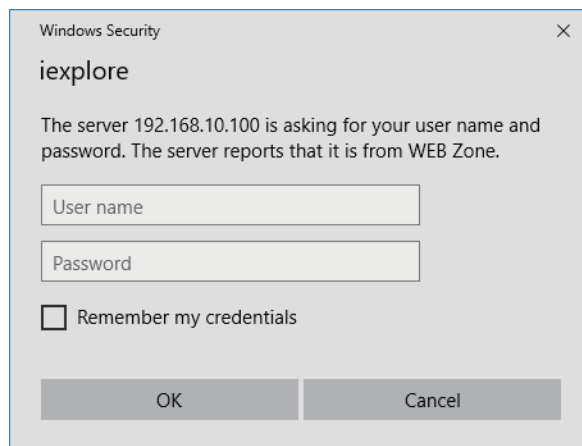 Windows Security
iexplore
The server 192.168.10.100 is asking for your user name and
password. The server reports that it is from WEB Zone.
User name
Password
Remember my credentials
OK
Cancel